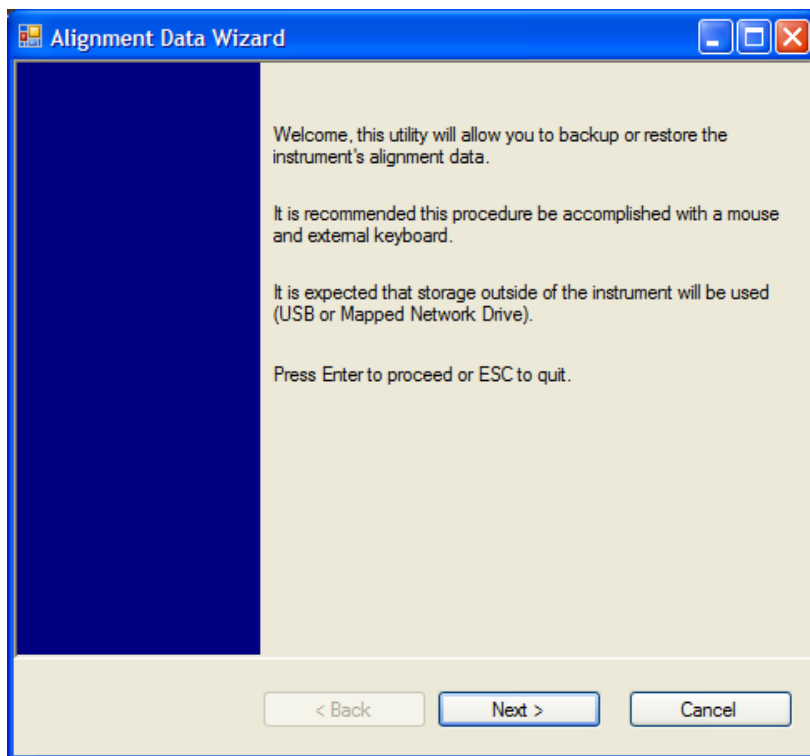 Alignment Data Wizard
Welcome, this utility will allow you to backup or restore the
instrument's alignment data.
It is recommended this procedure be accomplished with a mouse
and external keyboard.
It is expected that storage outside of the instrument will be used
(USB or Mapped Network Drive).
Press Enter to proceed or ESC to quit.
< Back
Next >
Cancel